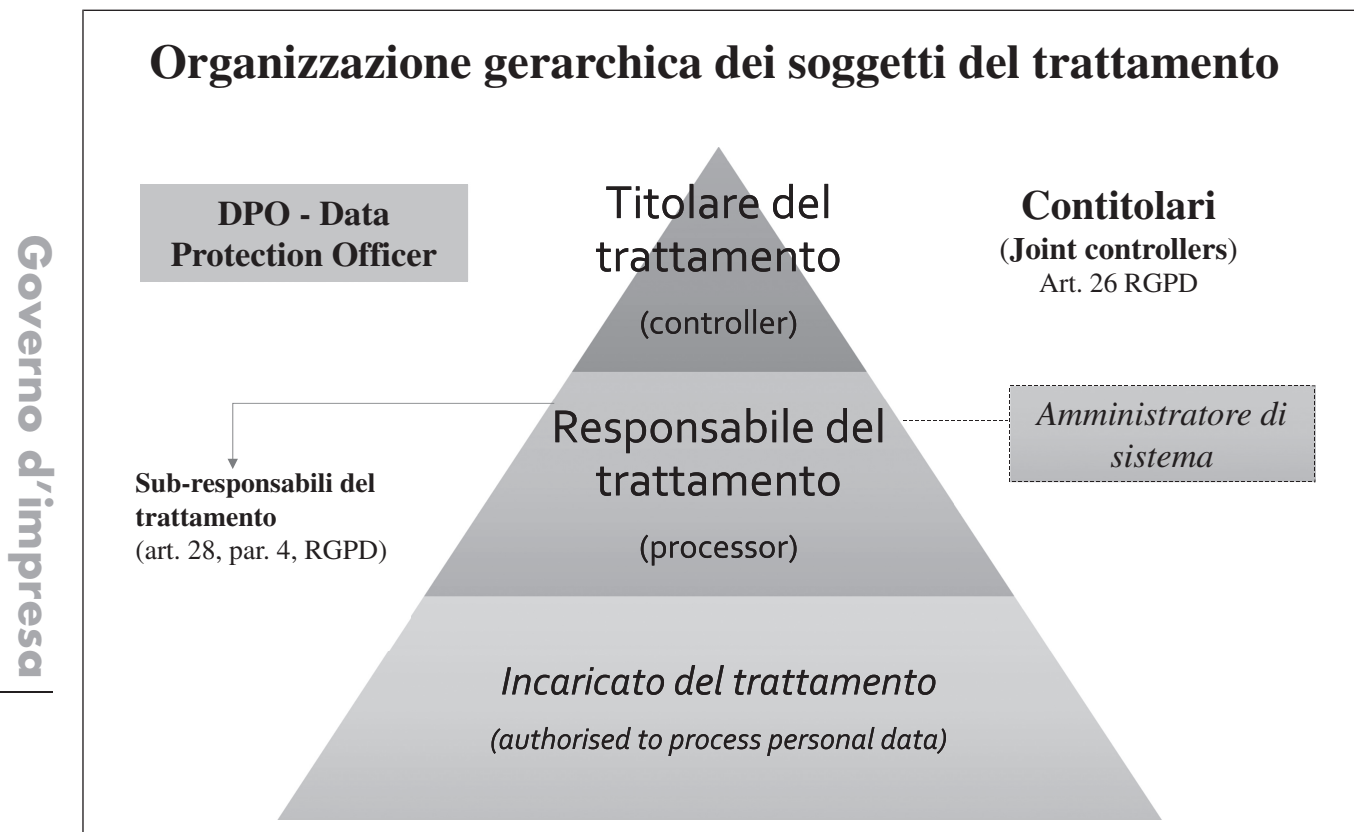 Governo d'impresa
Organizzazione gerarchica dei soggetti del trattamento
DPO - Data
Protection Officer
Titolare del
trattamento
(controller)
Contitolari
(Joint controllers)
Art. 26 RGPD
Responsabile del
trattamento
(processor)
Amministratore di
sistema
Sub-responsabili del
trattamento
(art. 28, par. 4, RGPD)
Incaricato del trattamento
(authorised to process personal data)